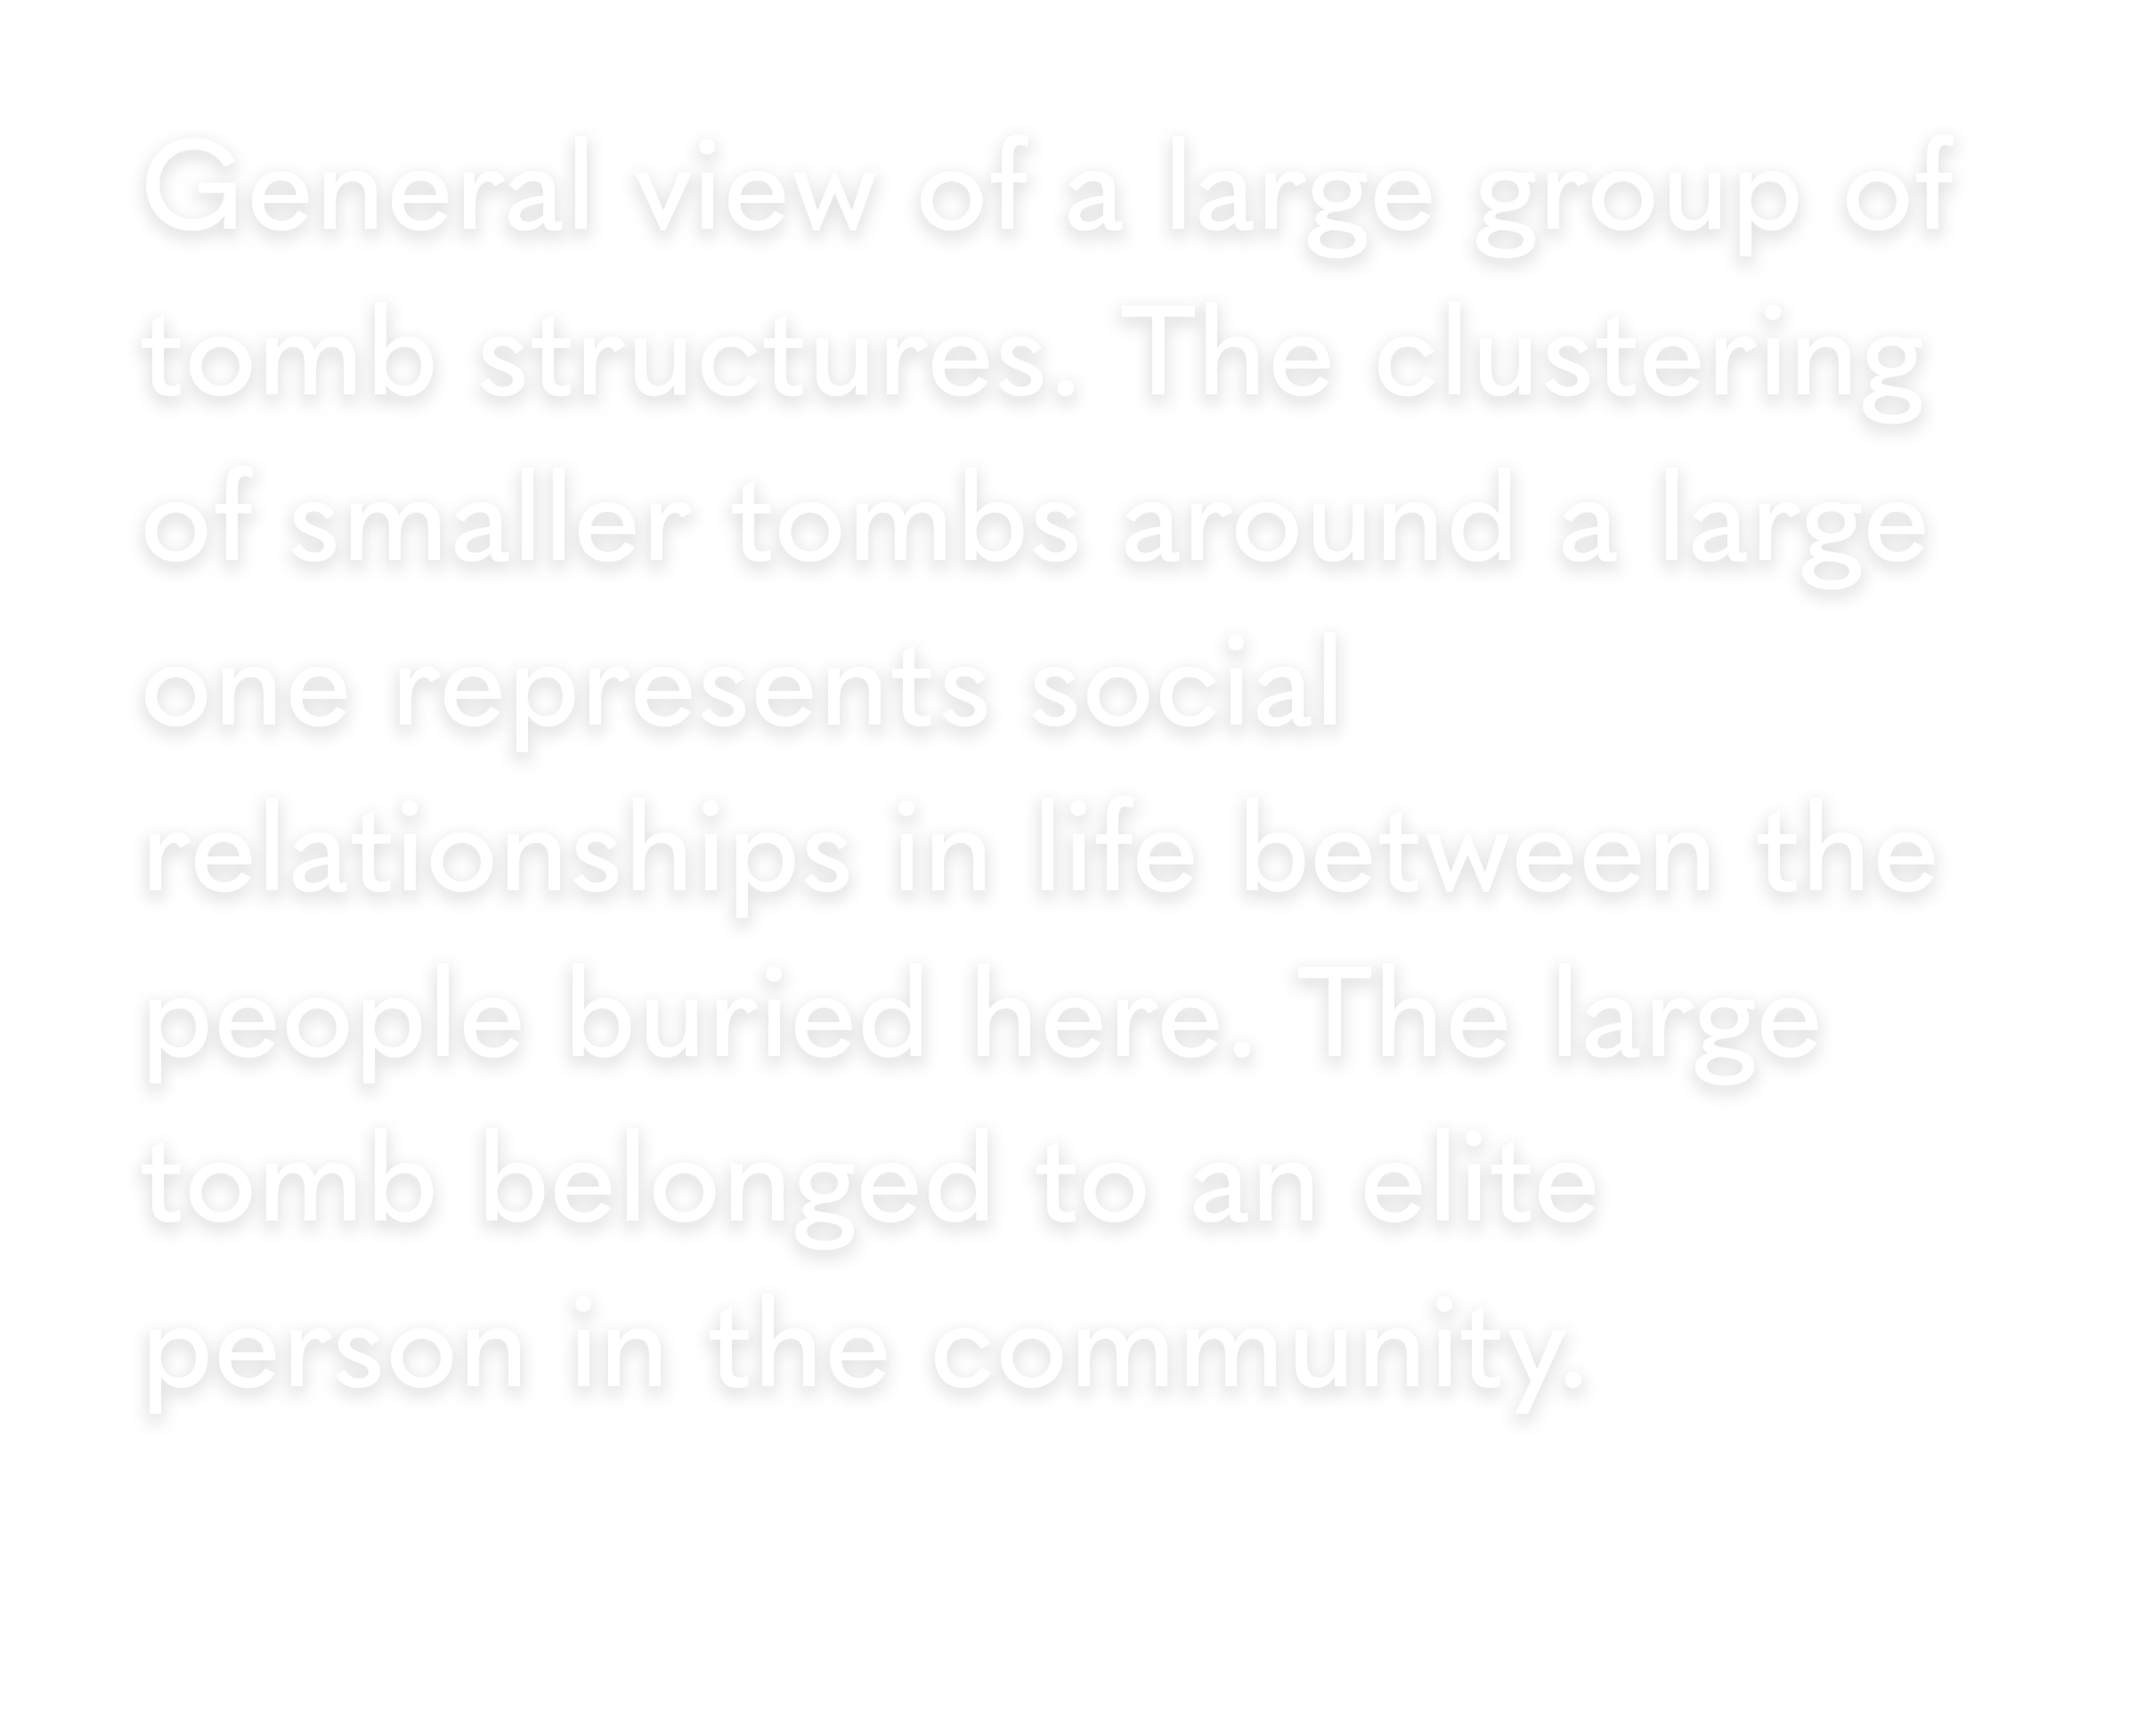 General view of a large group of
tomb structures. The clustering
of smaller tombs around a large
one represents social
relationships in life between the
people buried here. The large
tomb belonged to an elite
person in the community.